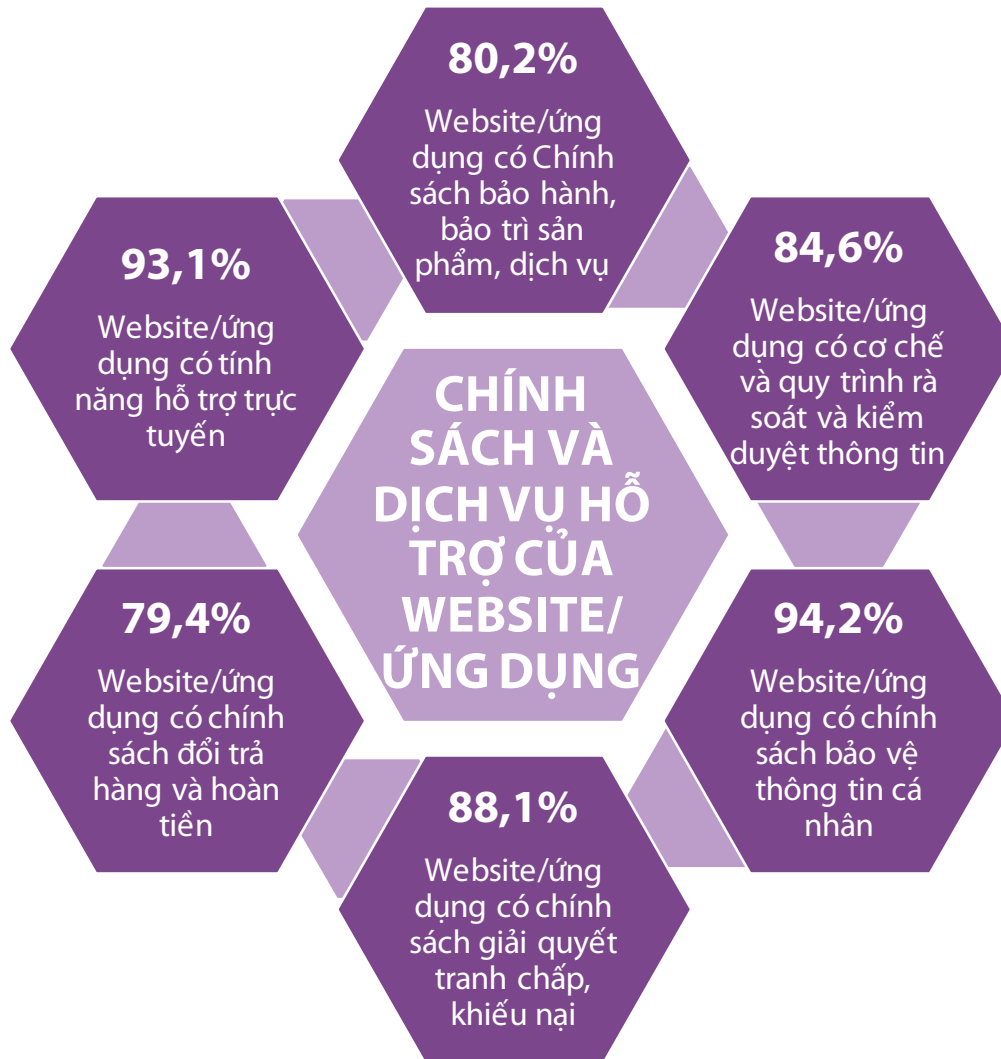 80,2%
Website/ứng
dụng có Chính
sách bảo hành,
bảo trì sản
phẩm, dịch vụ
84,6%
Website/ứng
dụng có cơ chế
và quy trình rà
soát và kiểm
duyệt thông tin
94,2%
Website/ứng
dụng có chính
sách bảo vệ
thông tin cá
nhân
88,1%
Website/ứng
dụng có chính
sách giải quyết
tranh chấp,
khiếu nại
79,4%
Website/ứng
dụng có chính
sách đổi trả
hàng và hoàn
tiền
93,1%
Website/ứng
dụng có tính
năng hỗ trợ trực
tuyến
CHÍNH
SÁCH VÀ
DỊCH VỤ HỖ
TRỢ CỦA
WEBSITE/
ỨNG DỤNG